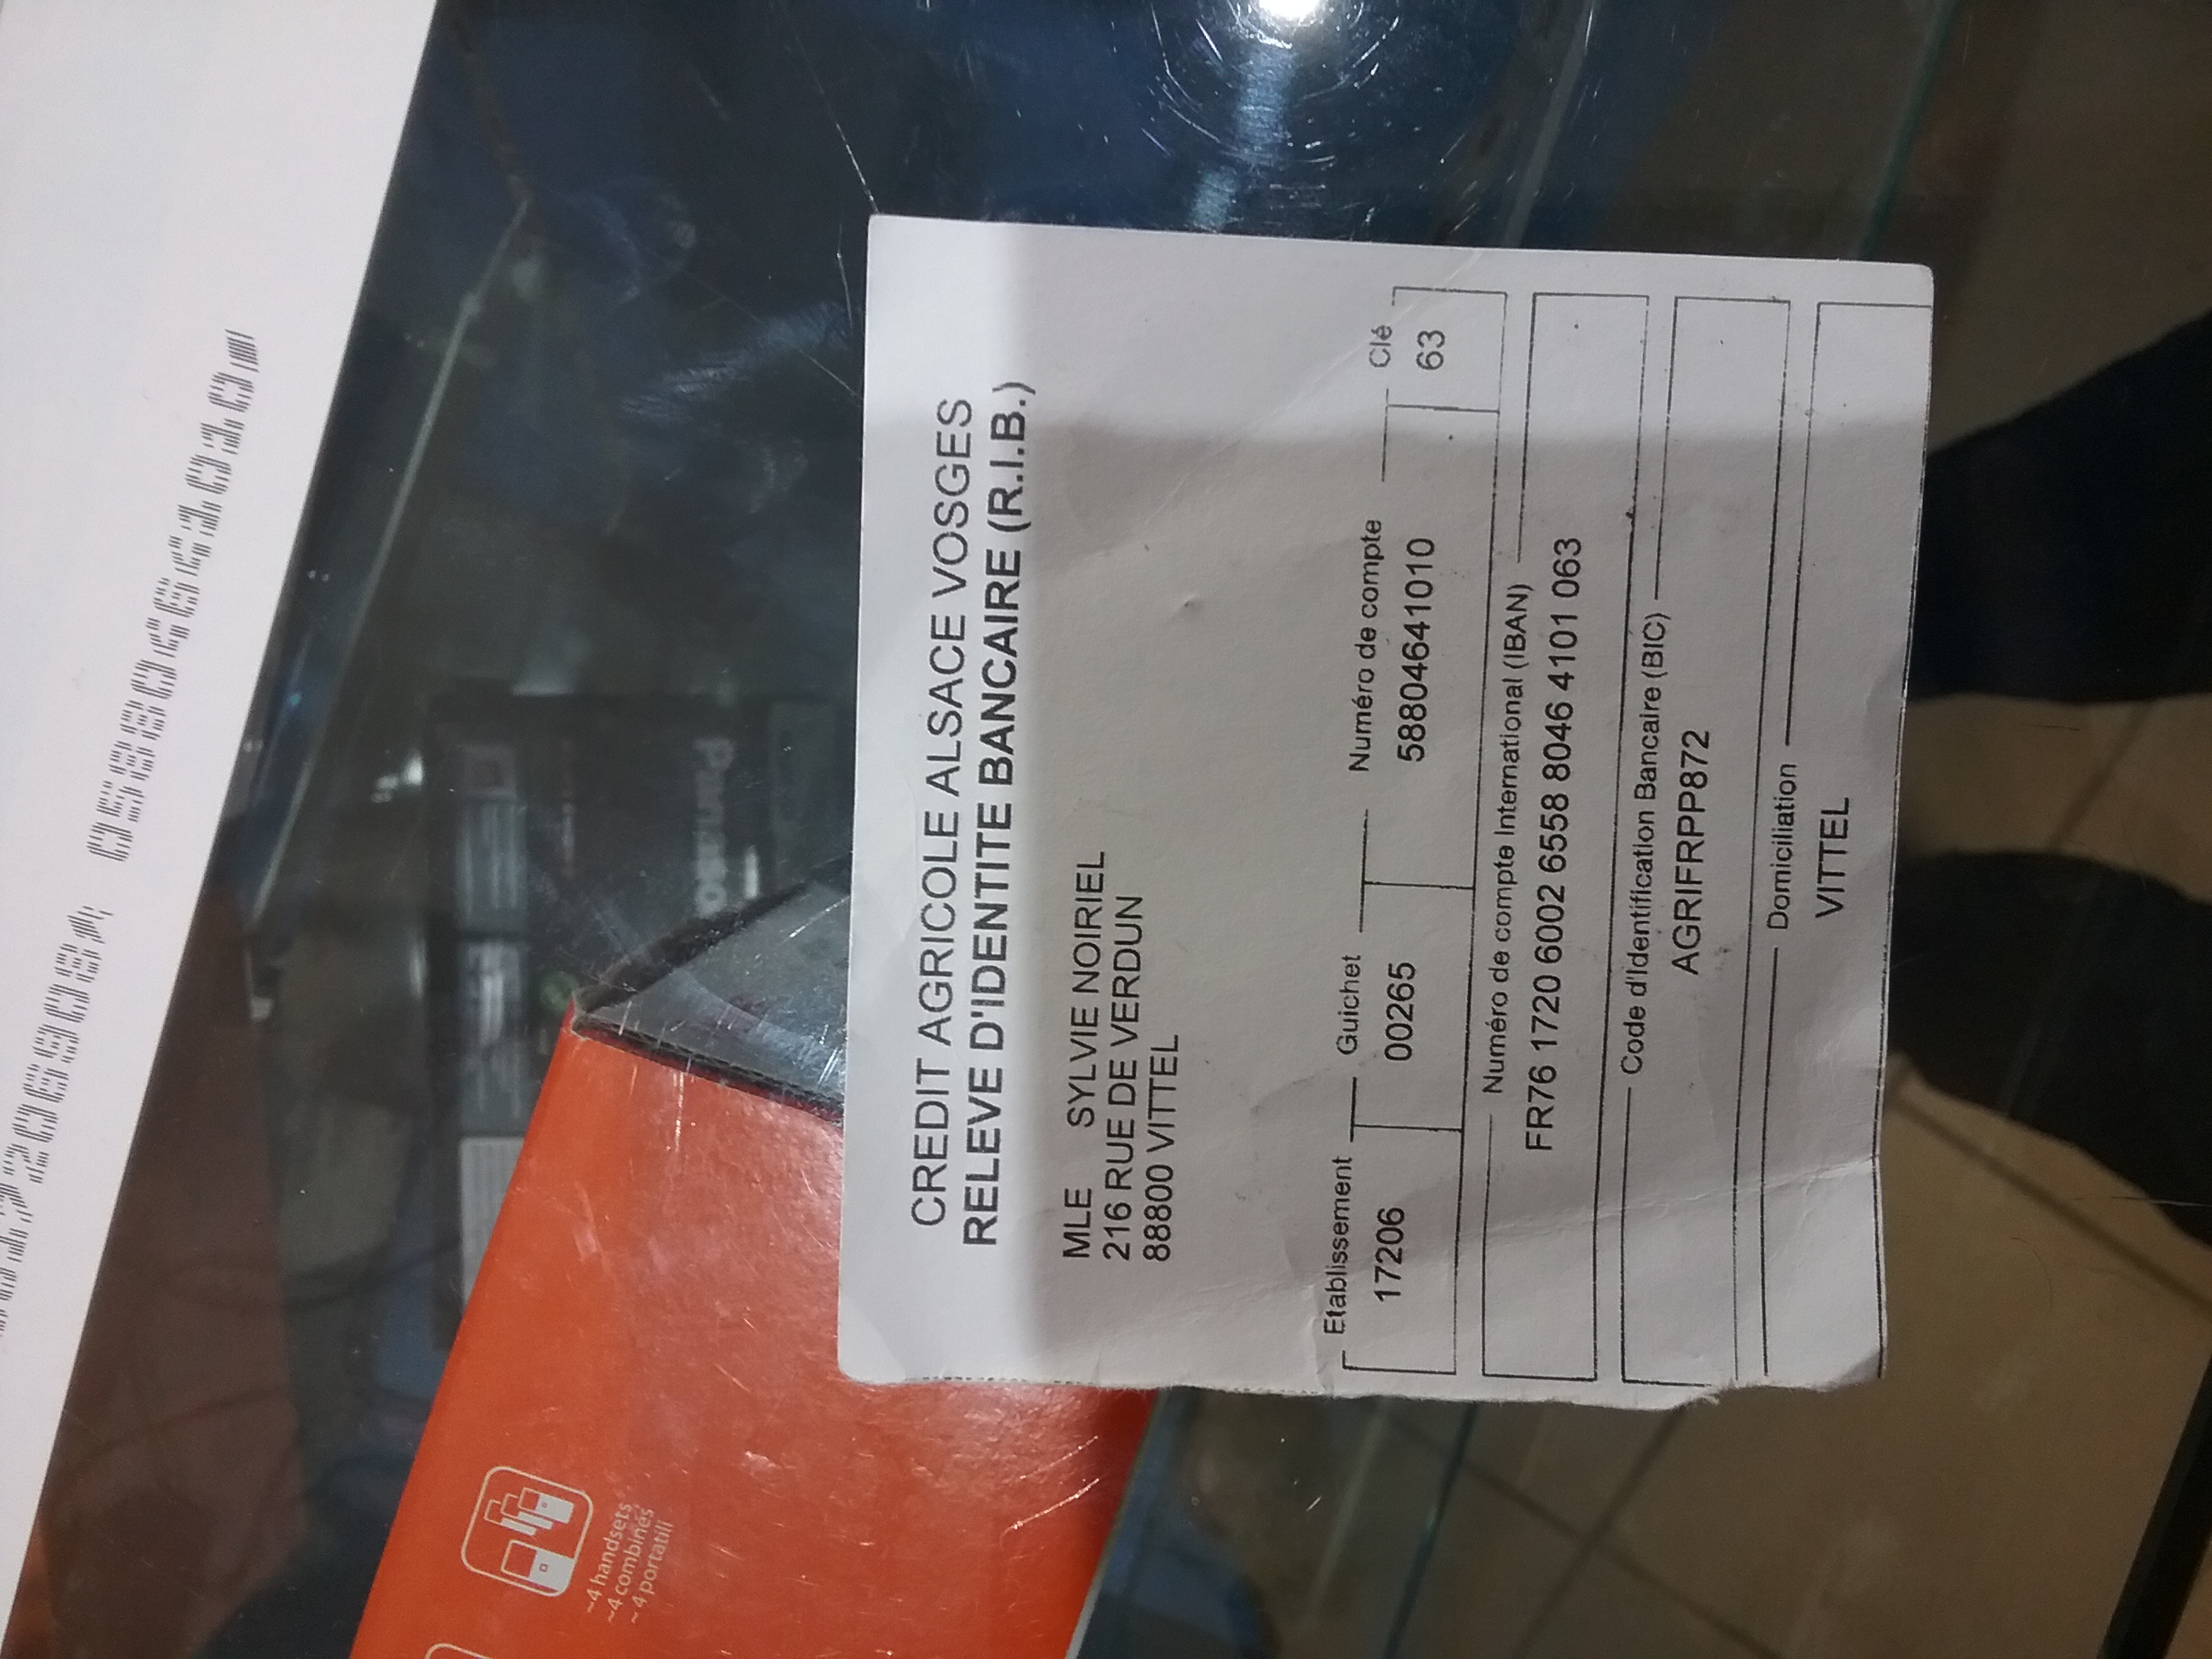 CREDIT AGRICOLE ALSACE VOSGES
RELEVE D'IDENTITE BANCAIRE (R.I.B.)
MLE SYLVIE NOIRIEL
216 RUE DE VERDUN
88800 VITTEL
Etablissement Guichet Numéro de compte Clé
17206 00265 58804641010 63
Numéro de compte International (IBAN)
FR76 1720 6002 6558 8046 4101 063
Code d'Identification Bancaire (BIC)
AGRIFRPP872
Domiciliation
VITTEL
~4 handsets
~4 combinés
~4 portatili
Panaso